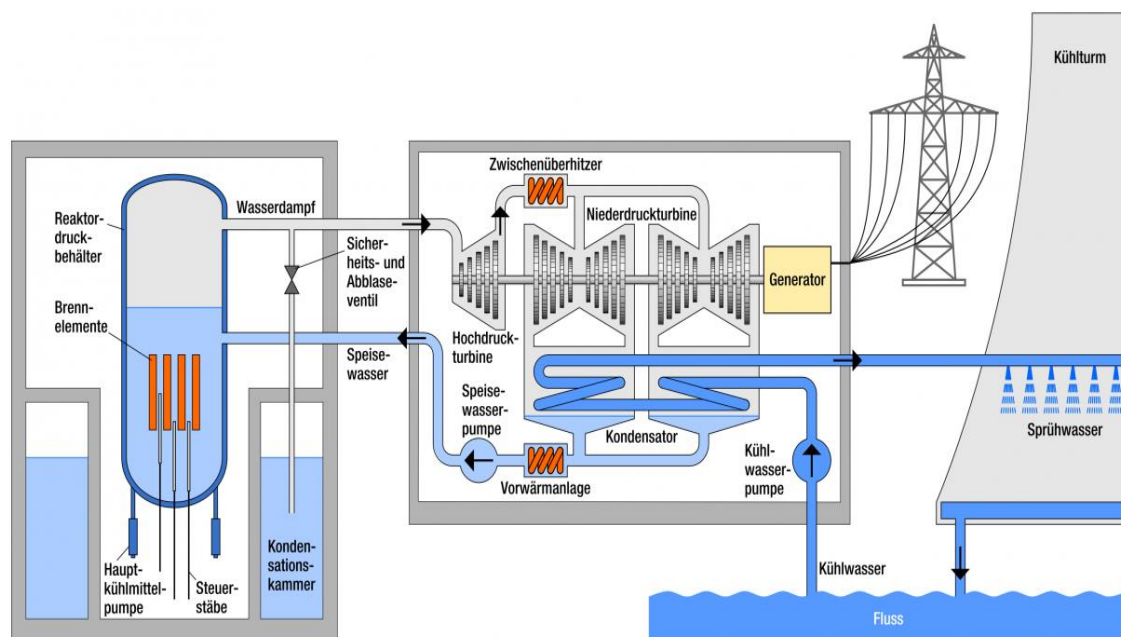 Kühlturm
Zwischenüberhitzer
Wasserdampf
Niederdruckturbine
Reaktor-
druck-
behälter
Sicher-
heits- und
Abblase-
ventil
Generator
Brenn-
elemente
Hochdruck-
turbine
Speise-
wasser
Speise-
wasser-
pumpe
Kondensator
Sprühwasser
Kühl-
wasser-
pumpe
Vorwärmanlage
Konden-
sations-
kammer
Haupt-
kühlmittel-
pumpe
Steuer-
stäbe
Kühlwasser
Fluss